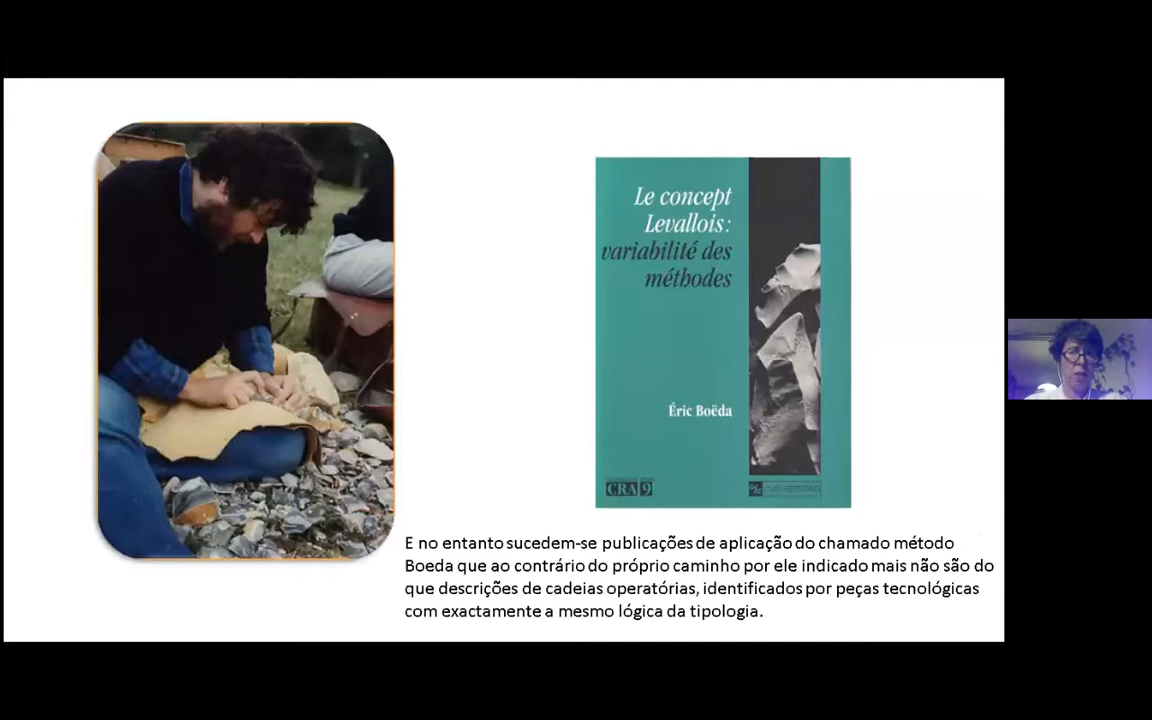 Le concept
Levallois:
variabilité des
méthodes
Éric Boëda
CRA 9
E no entanto sucedem-se publicações de aplicação do chamado método
Boeda que ao contrário do próprio caminho por ele indicado mais não são do
que descrições de cadeias operatórias, identificados por peças tecnológicas
com exactamente a mesmo lógica da tipologia.